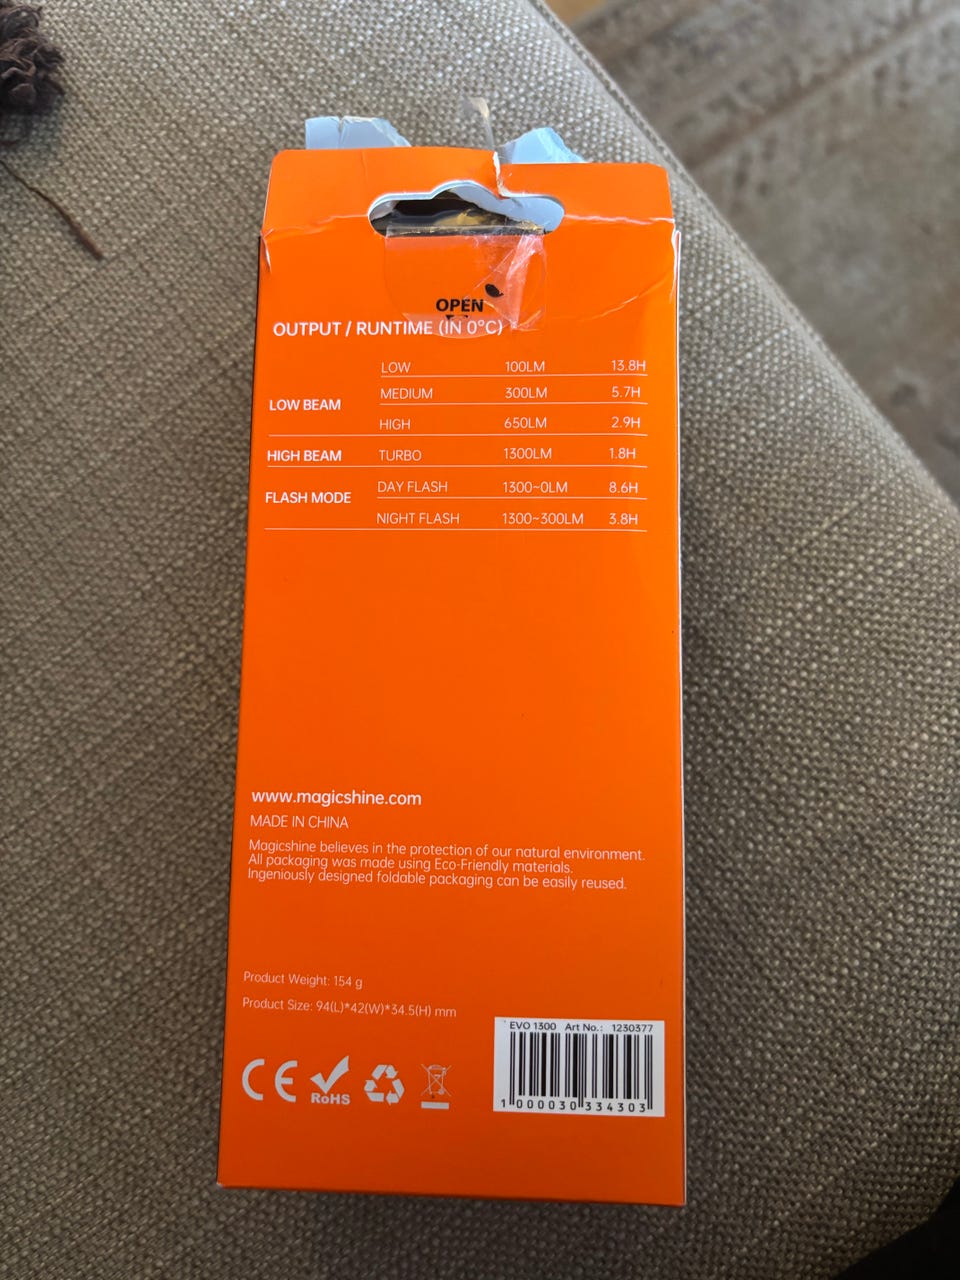 OPEN
OUTPUT / RUNTIME (IN 0°C)
LOW BEAM LOW 100LM 13.8H
MEDIUM 300LM 5.7H
HIGH 650LM 2.9H
HIGH BEAM TURBO 1300LM 1.8H
FLASH MODE DAY FLASH 1300~0LM 8.6H
NIGHT FLASH 1300~300LM 3.8H
www.magicshine.com
MADE IN CHINA
Magicshine believes in the protection of our natural environment.
All packaging was made using Eco-Friendly materials.
Ingeniously designed foldable packaging can be easily reused.
Product Weight: 154 g
Product Size: 94(L)*42(W)*34.5(H) mm
EVO 1300 Art No.: 1230377
1 000030 334303
CE RoHS